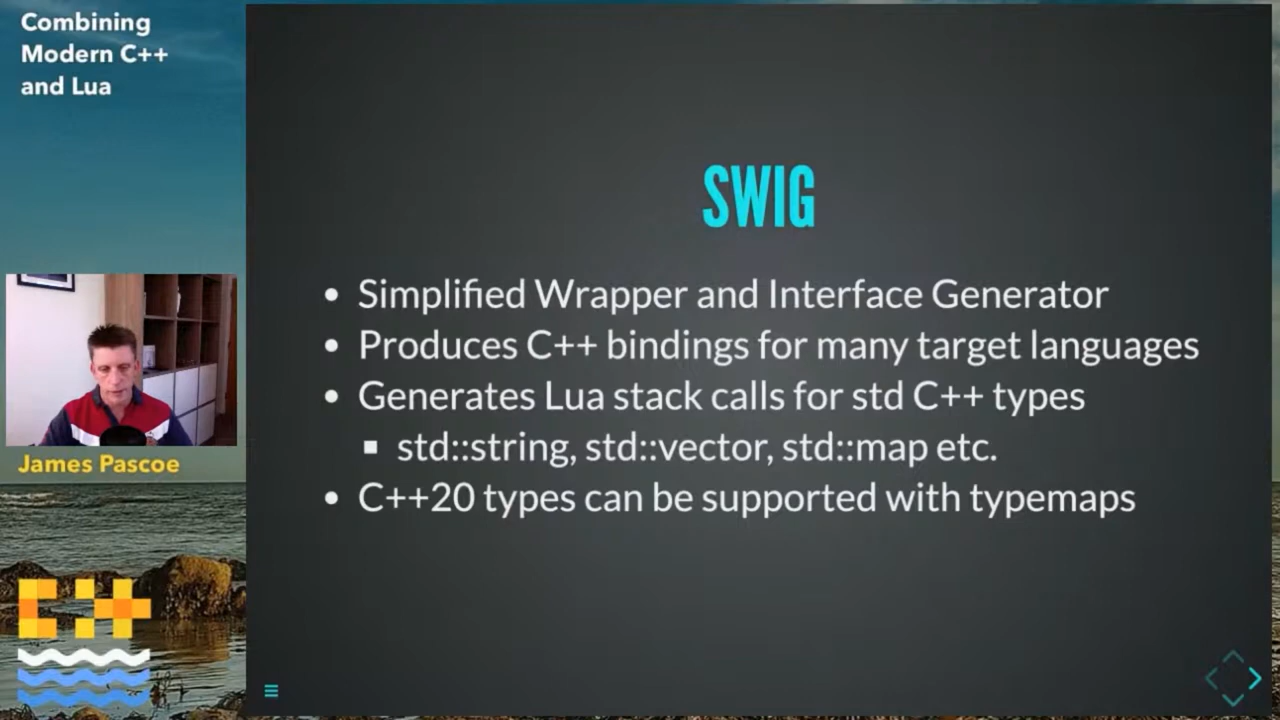 Combining
Modern C++
and Lua
SWIG
Simplified Wrapper and Interface Generator
Produces C++ bindings for many target languages
Generates Lua stack calls for std C++ types
std::string, std::vector, std::map etc.
C++20 types can be supported with typemaps
James Pascoe
C++